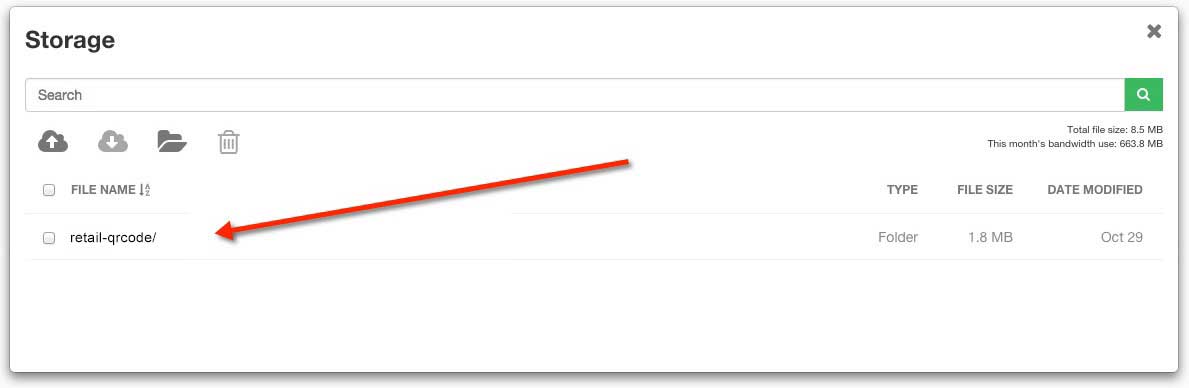 Storage
Search
Total file size: 8.5 MB
This month's bandwidth use: 663.8 MB
FILE NAME TYPE FILE SIZE DATE MODIFIED
retail-qrcode/ Folder 1.8 MB Oct 29